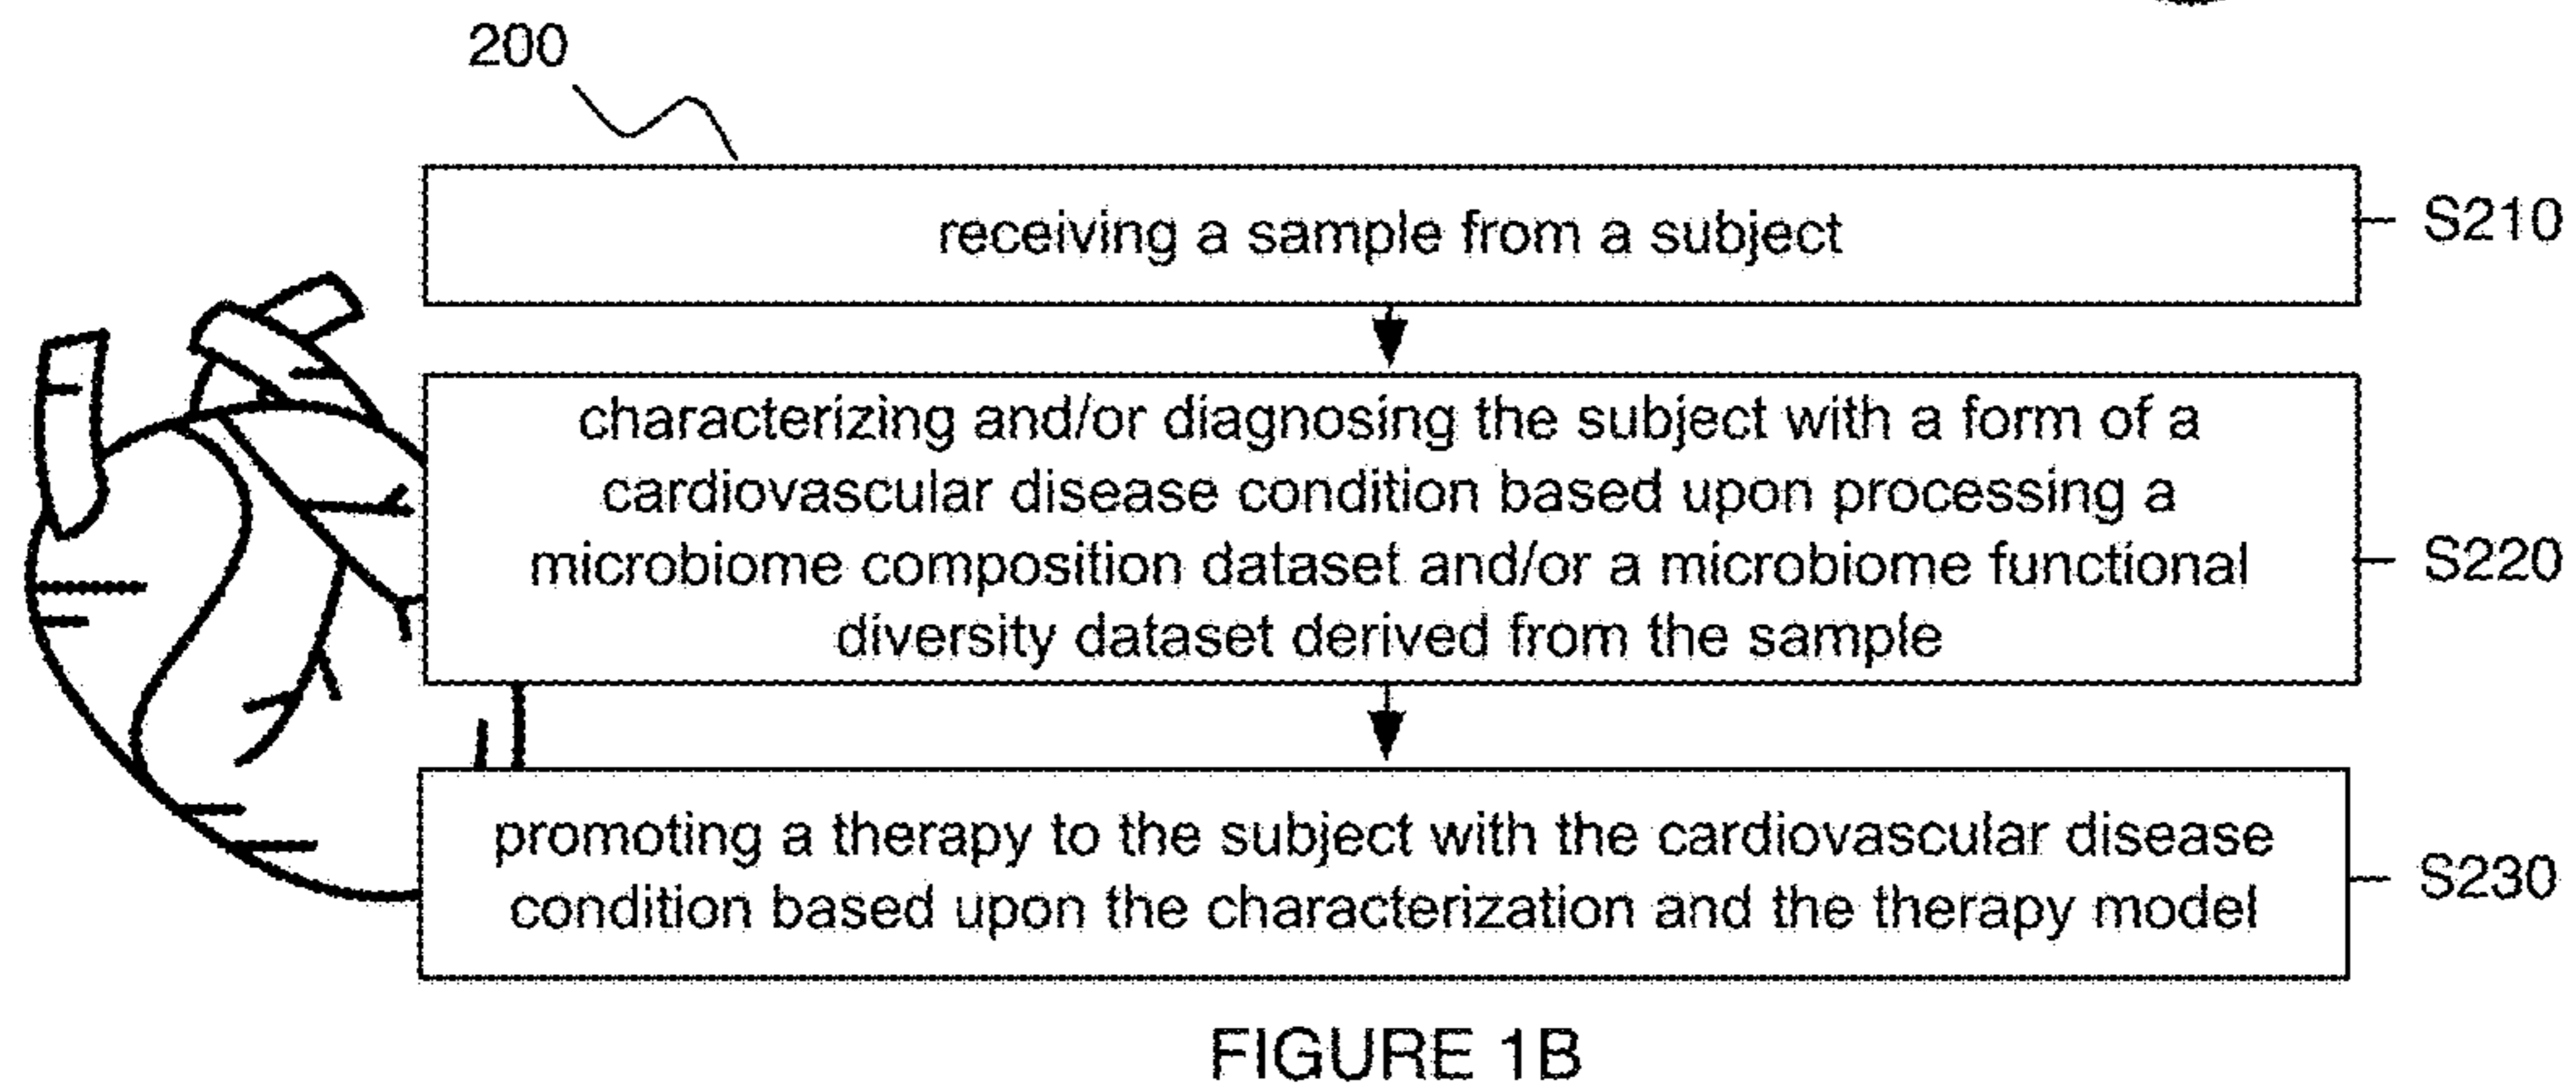 200
receiving a sample from a subject
S210
characterizing and/or diagnosing the subject with a form of a
cardiovascular disease condition based upon processing a
microbiome composition dataset and/or a microbiome functional
diversity dataset derived from the sample
S220
promoting a therapy to the subject with the cardiovascular disease
condition based upon the characterization and the therapy model
S230
FIGURE 1B